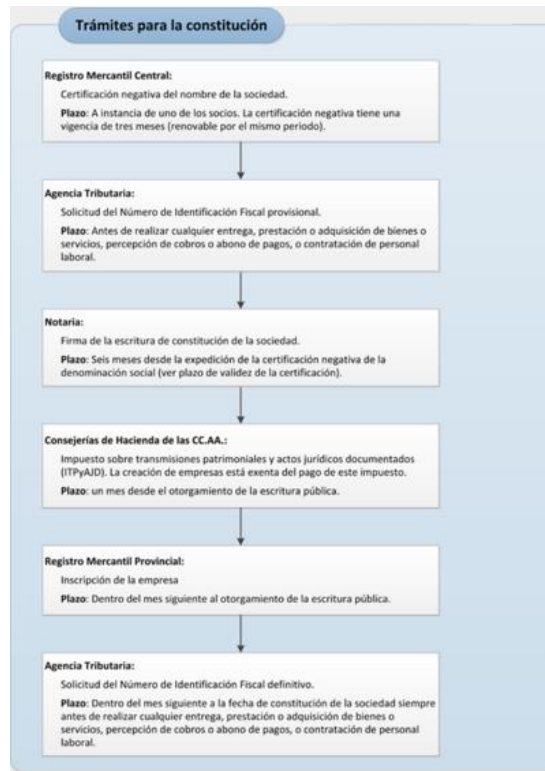 Trámites para la constitución
Registro Mercantil Central:
Certificación negativa del nombre de la sociedad.
Plazo: A instancia de uno de los socios. La certificación negativa tiene una
vigencia de tres meses (renovable por el mismo periodo).
Agencia Tributaria:
Solicitud del Número de Identificación Fiscal provisional.
Plazo: Antes de realizar cualquier entrega, prestación o adquisición de bienes o
servicios, percepción de cobros o abono de pagos, o contratación de personal
laboral.
Notaria:
Firma de la escritura de constitución de la sociedad.
Plazo: Seis meses desde la expedición de la certificación negativa de la
denominación social (ver plazo de validez de la certificación).
Consejerías de Hacienda de las CC.AA.:
Impuesto sobre transmisiones patrimoniales y actos jurídicos documentados
(ITPyAJD). La creación de empresas está exenta del pago de este impuesto.
Plazo: un mes desde el otorgamiento de la escritura pública.
Registro Mercantil Provincial:
Inscripción de la empresa
Plazo: Dentro del mes siguiente al otorgamiento de la escritura pública.
Agencia Tributaria:
Solicitud del Número de Identificación Fiscal definitivo.
Plazo: Dentro del mes siguiente a la fecha de constitución de la sociedad siempre
antes de realizar cualquier entrega, prestación o adquisición de bienes o
servicios, percepción de cobros o abono de pagos, o contratación de personal
laboral.